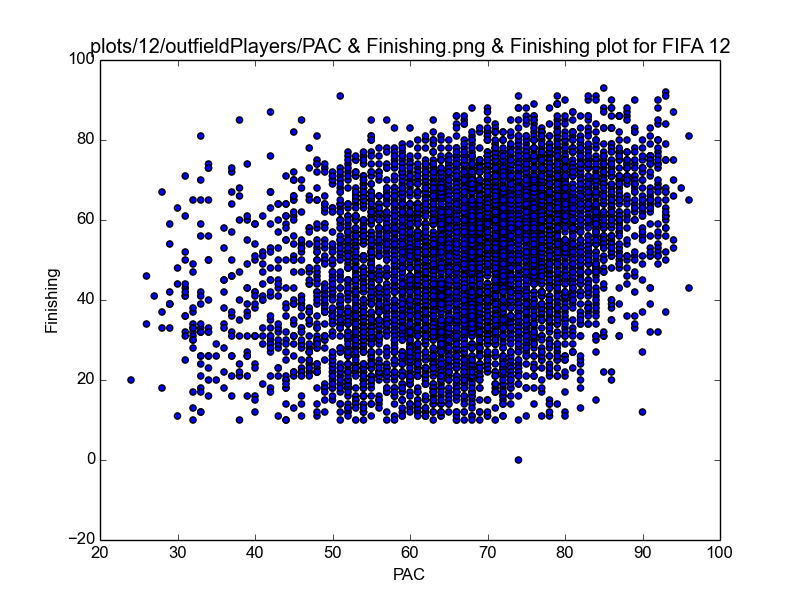 plots/12/outfieldPlayers/PAC & Finishing.png & Finishing plot for FIFA 12
100
80
60
40
20
0
−20
Finishing
20 30 40 50 60 70 80 90 100
PAC